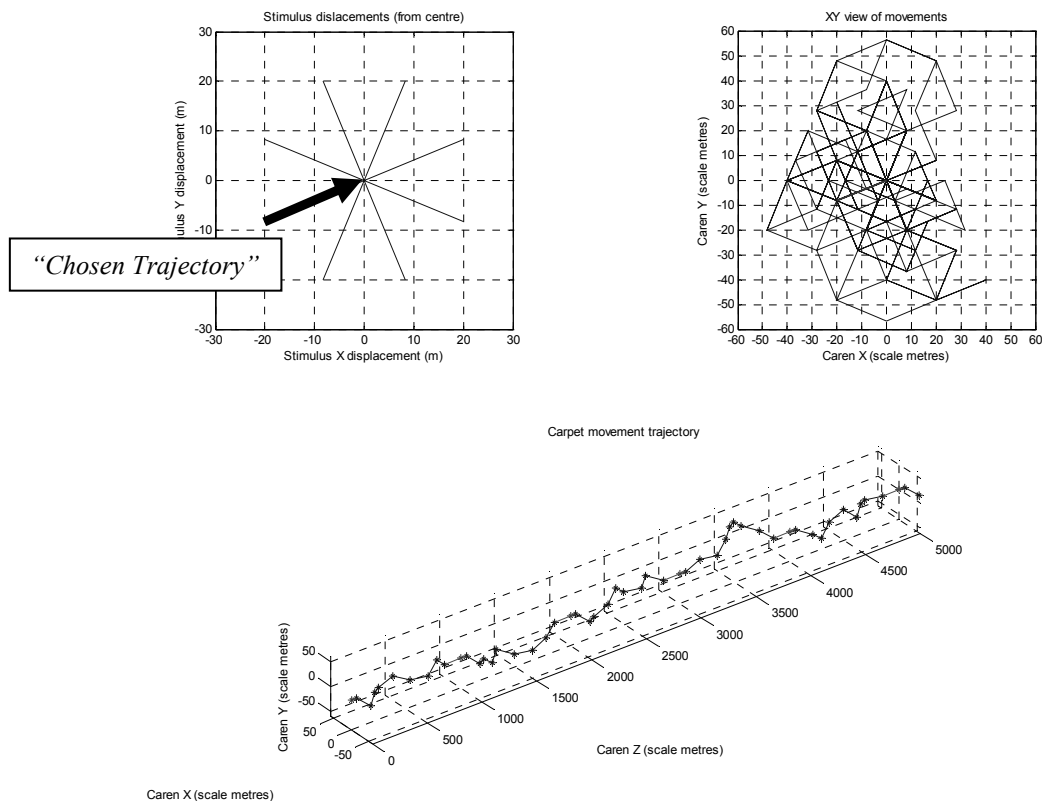 Stimulus dislacements (from centre)
30
20
10
0
-10
-30
-30 -20 -10 0 10 20 30
Stimulus X displacement (m)
ulus Y displacement (m)
“Chosen Trajectory”
XY view of movements
60
50
40
30
20
10
0
-10
-20
-30
-40
-50
-60
-60 -50 -40 -30 -20 -10 0 10 20 30 40 50 60
Caren X (scale metres)
Caren Y (scale metres)
Carpet movement trajectory
50
0
-50
50
0
-50
0
500
1000
1500
2000
2500
3000
3500
4000
4500
5000
Caren Y (scale metres)
Caren Z (scale metres)
Caren X (scale metres)